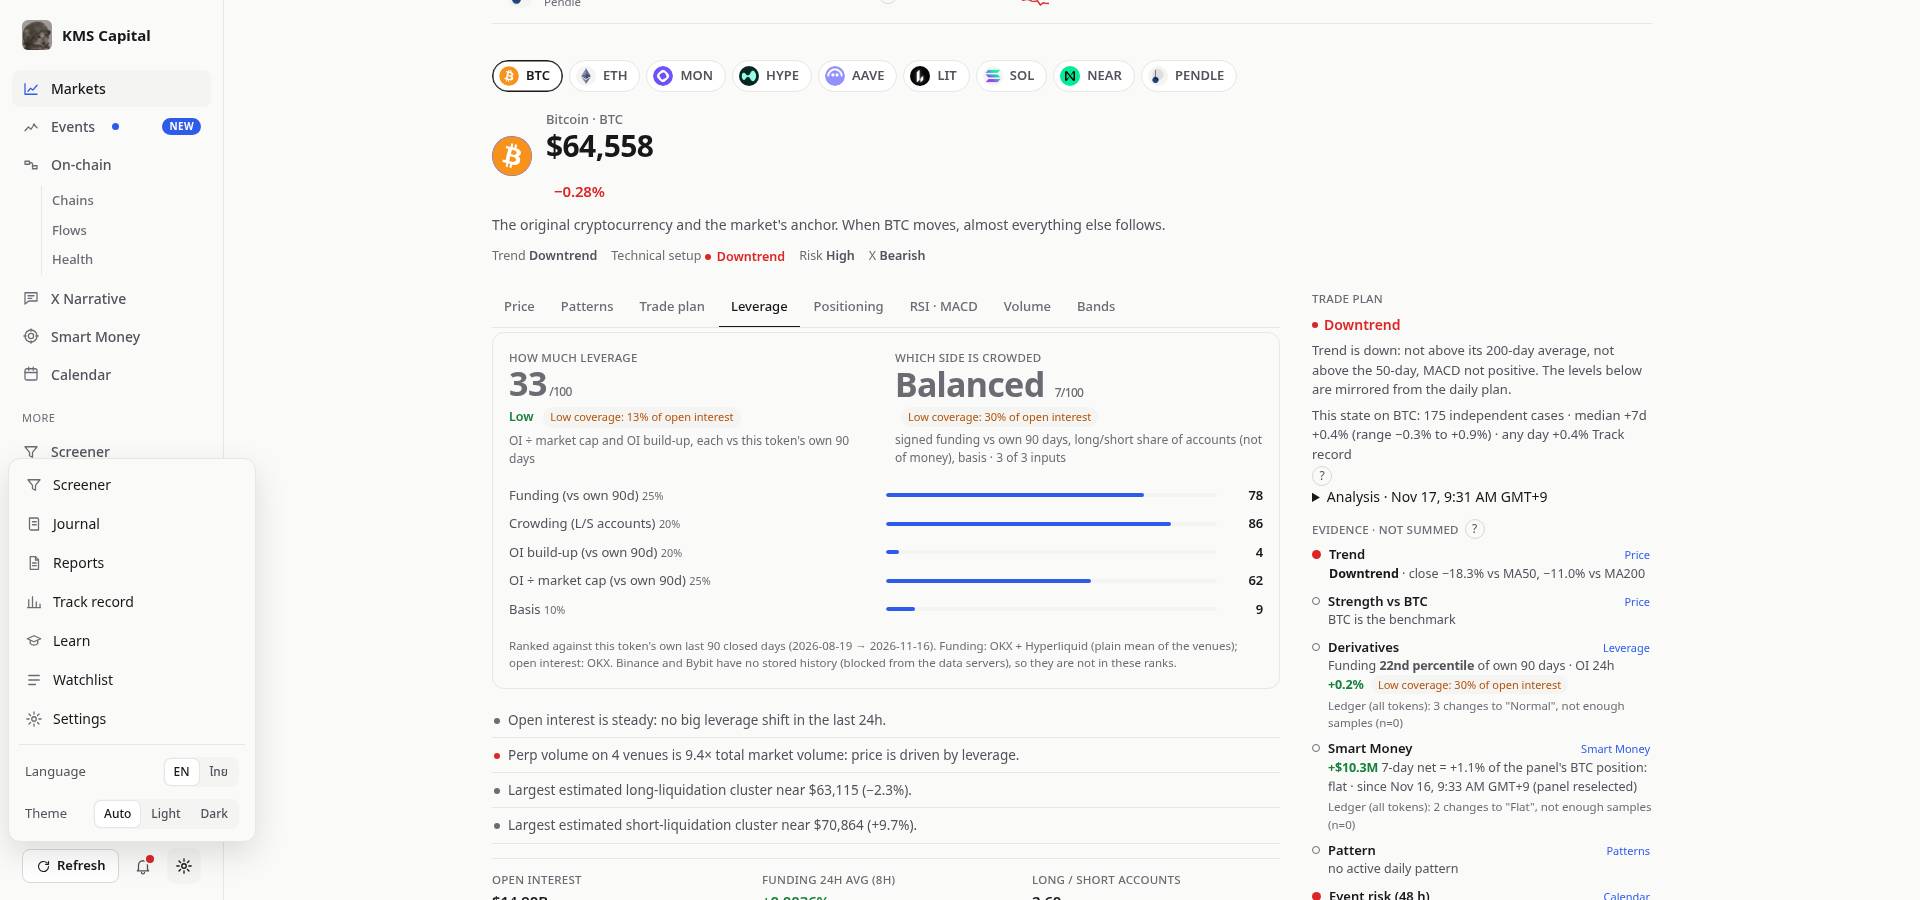 KMS Capital
Markets
Events
NEW
On-chain
Chains
Flows
Health
X Narrative
Smart Money
Calendar
MORE
Screener
Screener
Journal
Reports
Track record
Learn
Watchlist
Settings
Language EN ไทย
Theme Auto Light Dark
Refresh
Pendle
BTC ETH MON HYPE AAVE LIT SOL NEAR PENDLE
Bitcoin · BTC
$64,558
−0.28%
The original cryptocurrency and the market's anchor. When BTC moves, almost everything else follows.
Trend Downtrend Technical setup Downtrend Risk High X Bearish
Price Patterns Trade plan Leverage Positioning RSI · MACD Volume Bands
HOW MUCH LEVERAGE
33/100
Low Low coverage: 13% of open interest
OI ÷ market cap and OI build-up, each vs this token's own 90
days
WHICH SIDE IS CROWDED
Balanced 7/100
Low coverage: 30% of open interest
signed funding vs own 90 days, long/short share of accounts (not
of money), basis · 3 of 3 inputs
Funding (vs own 90d) 25% 78
Crowding (L/S accounts) 20% 86
OI build-up (vs own 90d) 20% 4
OI ÷ market cap (vs own 90d) 25% 62
Basis 10% 9
Ranked against this token's own last 90 closed days (2026-08-19 → 2026-11-16). Funding: OKX + Hyperliquid (plain mean of the venues);
open interest: OKX. Binance and Bybit have no stored history (blocked from the data servers), so they are not in these ranks.
Open interest is steady: no big leverage shift in the last 24h.
Perp volume on 4 venues is 9.4× total market volume: price is driven by leverage.
Largest estimated long-liquidation cluster near $63,115 (−2.3%).
Largest estimated short-liquidation cluster near $70,864 (+9.7%).
OPEN INTEREST FUNDING 24H AVG (8H) LONG / SHORT ACCOUNTS
TRADE PLAN
Downtrend
Trend is down: not above its 200-day average, not
above the 50-day, MACD not positive. The levels below
are mirrored from the daily plan.
This state on BTC: 175 independent cases · median +7d
+0.4% (range −0.3% to +0.9%) · any day +0.4% Track
record
?
Analysis · Nov 17, 9:31 AM GMT+9
EVIDENCE · NOT SUMMED ?
Trend Price
Downtrend · close −18.3% vs MA50, −11.0% vs MA200
Strength vs BTC Price
BTC is the benchmark
Derivatives Leverage
Funding 22nd percentile of own 90 days · OI 24h
+0.2% Low coverage: 30% of open interest
Ledger (all tokens): 3 changes to "Normal", not enough
samples (n=0)
Smart Money Smart Money
+$10.3M 7-day net = +1.1% of the panel's BTC position:
flat · since Nov 16, 9:33 AM GMT+9 (panel reselected)
Ledger (all tokens): 2 changes to "Flat", not enough samples
(n=0)
Pattern Patterns
no active daily pattern
Event risk (48 h) Calendar